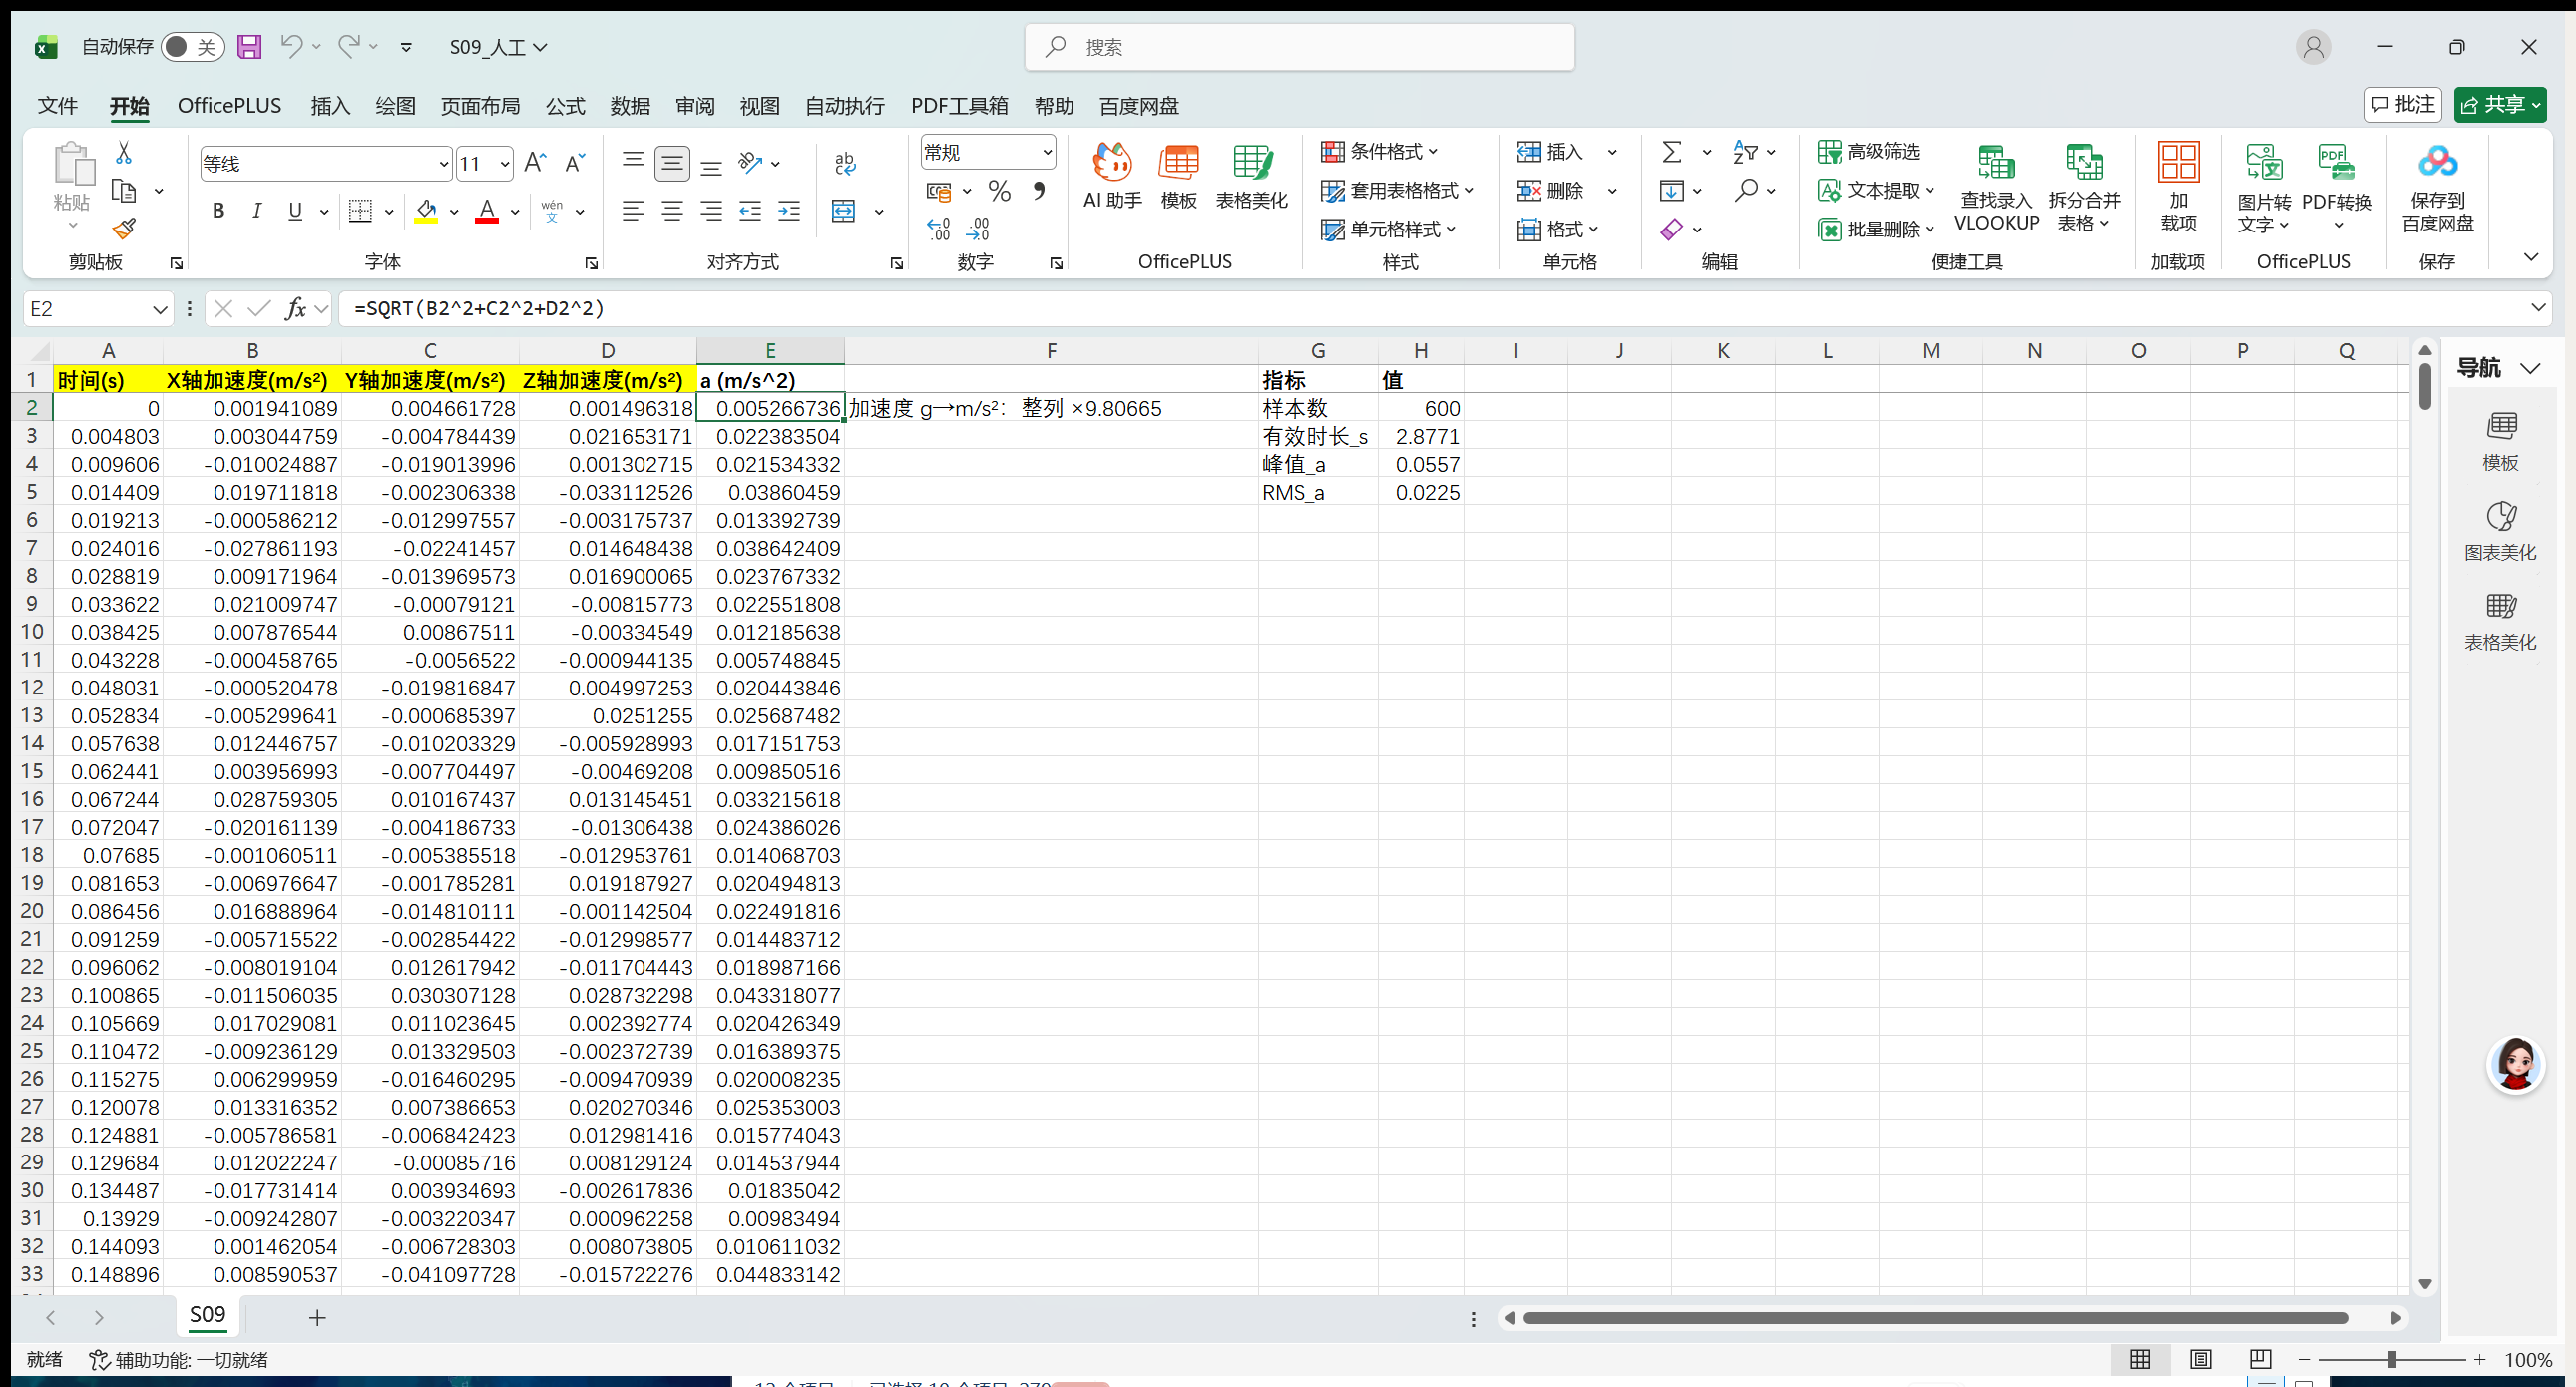 自动保存 关 S09_人工 搜索
文件 开始 OfficePLUS 插入 绘图 页面布局 公式 数据 审阅 视图 自动执行 PDF工具箱 帮助 百度网盘 批注 共享
粘贴
剪贴板
等线 11
B I U A wén 文
字体
ab
对齐方式
常规
% .00 .00
数字
AI 助手 模板 表格美化
OfficePLUS
条件格式
套用表格格式
单元格样式
样式
插入
删除
格式
单元格
编辑
高级筛选
文本提取
批量删除
查找录入 VLOOKUP
拆分合并表格
便捷工具
加载项
加载项
图片转文字 PDF转换
OfficePLUS
保存到百度网盘
保存
E2 fx =SQRT(B2^2+C2^2+D2^2)
A B C D E F G H I J K L M N O P Q
1 时间(s) X轴加速度(m/s²) Y轴加速度(m/s²) Z轴加速度(m/s²) a (m/s^2) 指标 值
2 0 0.001941089 0.004661728 0.001496318 0.005266736 加速度 g→m/s²: 整列 ×9.80665 样本数 600
3 0.004803 0.003044759 -0.004784439 0.021653171 0.022383504 有效时长_s 2.8771
4 0.009606 -0.010024887 -0.019013996 0.001302715 0.021534332 峰值_a 0.0557
5 0.014409 0.019711818 -0.002306338 -0.033112526 0.03860459 RMS_a 0.0225
6 0.019213 -0.000586212 -0.012997557 -0.003175737 0.013392739
7 0.024016 -0.027861193 -0.02241457 0.014648438 0.038642409
8 0.028819 0.009171964 -0.013969573 0.016900065 0.023767332
9 0.033622 0.021009747 -0.00079121 -0.00815773 0.022551808
10 0.038425 0.007876544 0.00867511 -0.00334549 0.012185638
11 0.043228 -0.000458765 -0.0056522 -0.000944135 0.005748845
12 0.048031 -0.000520478 -0.019816847 0.004997253 0.020443846
13 0.052834 -0.005299641 -0.000685397 0.0251255 0.025687482
14 0.057638 0.012446757 -0.010203329 -0.005928993 0.017151753
15 0.062441 0.003956993 -0.007704497 -0.00469208 0.009850516
16 0.067244 0.028759305 0.010167437 0.013145451 0.033215618
17 0.072047 -0.020161139 -0.004186733 -0.01306438 0.024386026
18 0.07685 -0.001060511 -0.005385518 -0.012953761 0.014068703
19 0.081653 -0.006976647 -0.001785281 0.019187927 0.020494813
20 0.086456 0.016888964 -0.014810111 -0.001142504 0.022491816
21 0.091259 -0.005715522 -0.002854422 -0.012998577 0.014483712
22 0.096062 -0.008019104 0.012617942 -0.011704443 0.018987166
23 0.100865 -0.011506035 0.030307128 0.028732298 0.043318077
24 0.105669 0.017029081 0.011023645 0.002392774 0.020426349
25 0.110472 -0.009236129 0.013329503 -0.002372739 0.016389375
26 0.115275 0.006299959 -0.016460295 -0.009470939 0.020008235
27 0.120078 0.013316352 0.007386653 0.020270346 0.025353003
28 0.124881 -0.005786581 -0.006842423 0.012981416 0.015774043
29 0.129684 0.012022247 -0.00085716 0.008129124 0.014537944
30 0.134487 -0.017731414 0.003934693 -0.002617836 0.01835042
31 0.13929 -0.009242807 -0.003220347 0.000962258 0.00983494
32 0.144093 0.001462054 -0.006728303 0.008073805 0.010611032
33 0.148896 0.008590537 -0.041097728 -0.015722276 0.044833142
导航
模板
图表美化
表格美化
S09
就绪 辅助功能: 一切就绪 100%